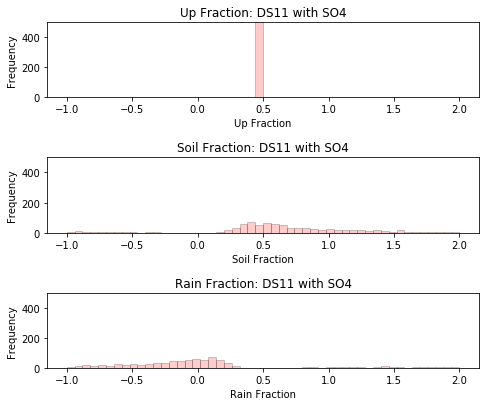 Up Fraction: DS11 with SO4
400
200
0
Frequency
−1.0 −0.5 0.0 0.5 1.0 1.5 2.0
Up Fraction
Soil Fraction: DS11 with SO4
400
200
0
Frequency
−1.0 −0.5 0.0 0.5 1.0 1.5 2.0
Soil Fraction
Rain Fraction: DS11 with SO4
400
200
0
Frequency
−1.0 −0.5 0.0 0.5 1.0 1.5 2.0
Rain Fraction